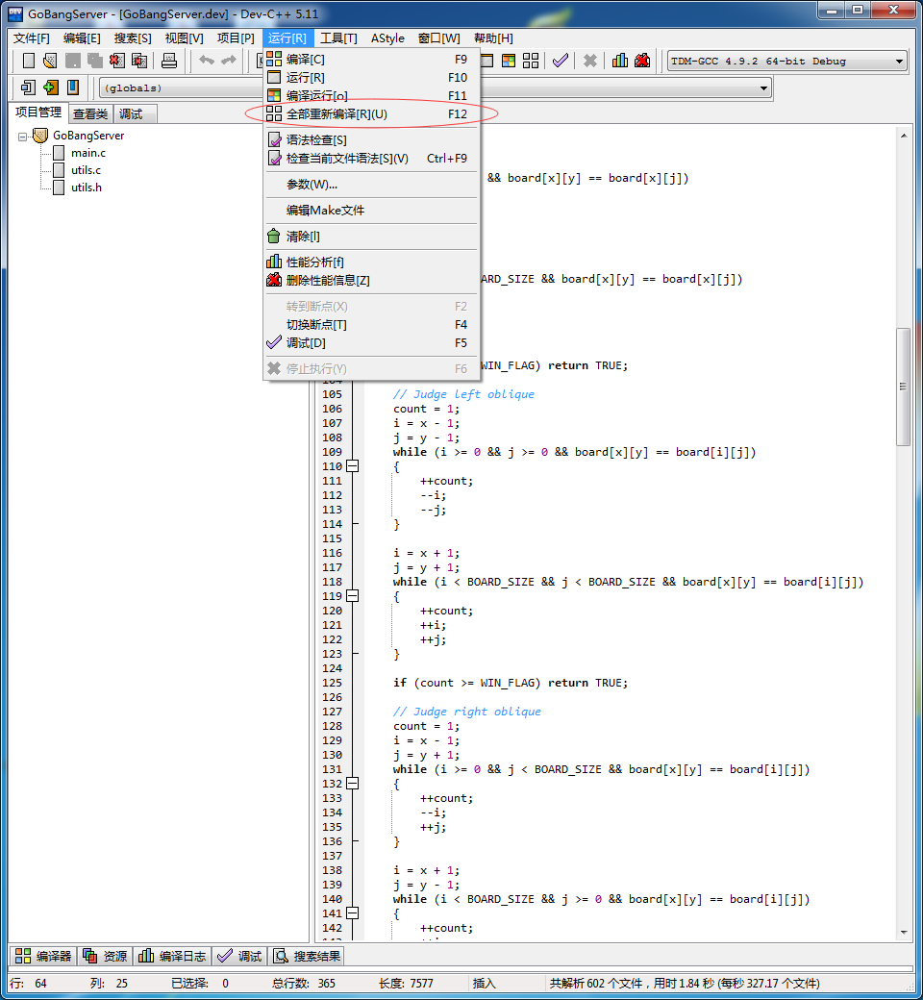 GoBangServer - [GoBangServer.dev] - Dev-C++ 5.11
文件[F] 编辑[E] 搜索[S] 视图[V] 项目[P] 运行[R] 工具[T] AStyle 窗口[W] 帮助[H]
TDM-GCC 4.9.2 64-bit Debug
(globals)
项目管理 查看类 调试
GoBangServer
main.c
utils.c
utils.h
编译[C] F9
运行[R] F10
编译运行[o] F11
全部重新编译[R](U) F12
语法检查[S]
检查当前文件语法[S](V) Ctrl+F9
参数(W)...
编辑Make文件
清除[l]
性能分析[f]
删除性能信息[Z]
转到断点(X) F2
切换断点[T] F4
调试[D] F5
停止执行(Y) F6
&& board[x][y] == board[x][j])
ARD_SIZE && board[x][y] == board[x][j])
WIN_FLAG) return TRUE;
104
105 // Judge left oblique
106 count = 1;
107 i = x - 1;
108 j = y - 1;
109 while (i >= 0 && j >= 0 && board[x][y] == board[i][j])
110 {
111 ++count;
112 --i;
113 --j;
114 }
115
116 i = x + 1;
117 j = y + 1;
118 while (i < BOARD_SIZE && j < BOARD_SIZE && board[x][y] == board[i][j])
119 {
120 ++count;
121 ++i;
122 ++j;
123 }
124
125 if (count >= WIN_FLAG) return TRUE;
126
127 // Judge right oblique
128 count = 1;
129 i = x - 1;
130 j = y + 1;
131 while (i >= 0 && j < BOARD_SIZE && board[x][y] == board[i][j])
132 {
133 ++count;
134 --i;
135 ++j;
136 }
137
138 i = x + 1;
139 j = y - 1;
140 while (i < BOARD_SIZE && j >= 0 && board[x][y] == board[i][j])
141 {
142 ++count;
编译器 资源 编译日志 调试 搜索结果
行: 64 列: 25 已选择: 0 总行数: 365 长度: 7577 插入 共解析 602 个文件，用时 1.84 秒 (每秒 327.17 个文件)